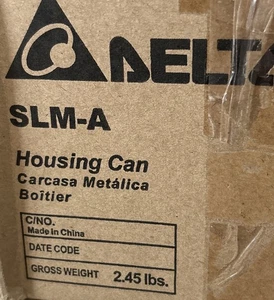 DELTA
SLM-A
Housing Can
Carcasa Metálica
Boîtier
C/NO.
Made in China
DATE CODE
GROSS WEIGHT 2.45 lbs.